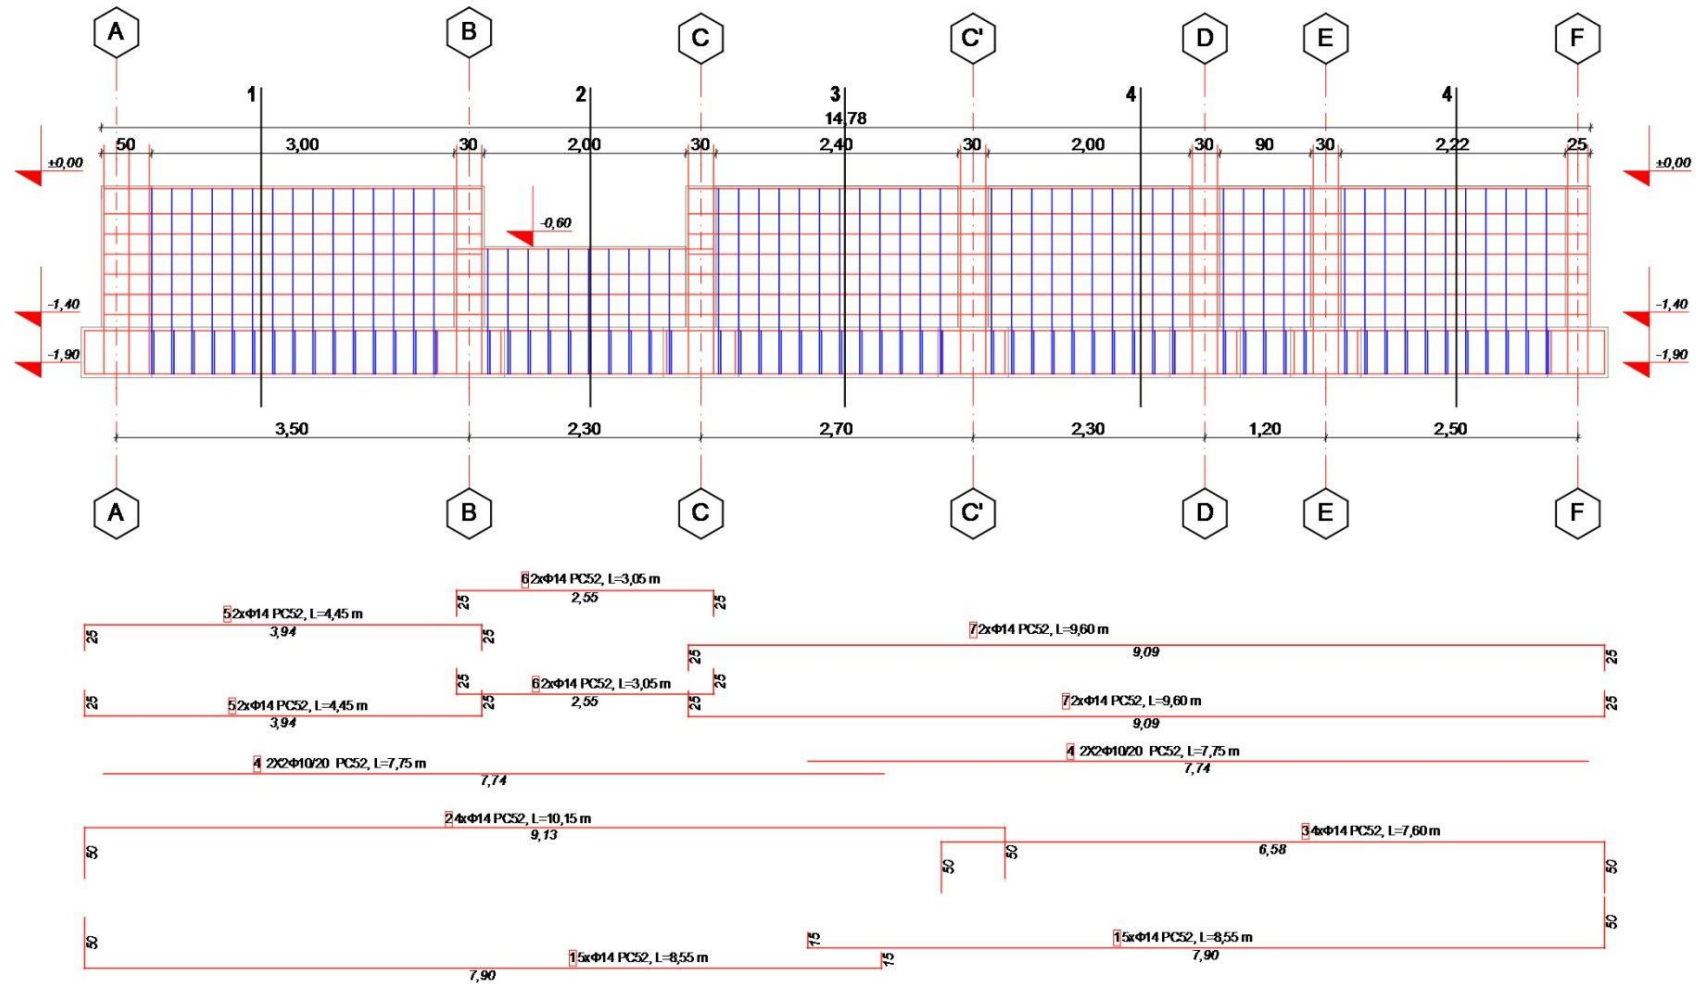 A B C C' D E F
1 2 3 4 4
14,78
50 3,00 30 2,00 30 2,40 30 2,00 30 90 30 2,22 25
±0,00 ±0,00
-0,60
-1,40 -1,40
-1,90 -1,90
3,50 2,30 2,70 2,30 1,20 2,50
A B C C' D E F
6 2xΦ14 PC52, L=3,05 m
25 2,55 25
5 2xΦ14 PC52, L=4,45 m
25 3,94 25
7 2xΦ14 PC52, L=9,60 m
25 9,09 25
6 2xΦ14 PC52, L=3,05 m
25 2,55 25
5 2xΦ14 PC52, L=4,45 m
25 3,94 25
7 2xΦ14 PC52, L=9,60 m
25 9,09 25
4 2X2Φ10/20 PC52, L=7,75 m
7,74
4 2X2Φ10/20 PC52, L=7,75 m
7,74
2 4xΦ14 PC52, L=10,15 m
50 9,13 50
3 4xΦ14 PC52, L=7,60 m
50 6,58 50
1 5xΦ14 PC52, L=8,55 m
15 7,90 50
1 5xΦ14 PC52, L=8,55 m
50 7,90 15